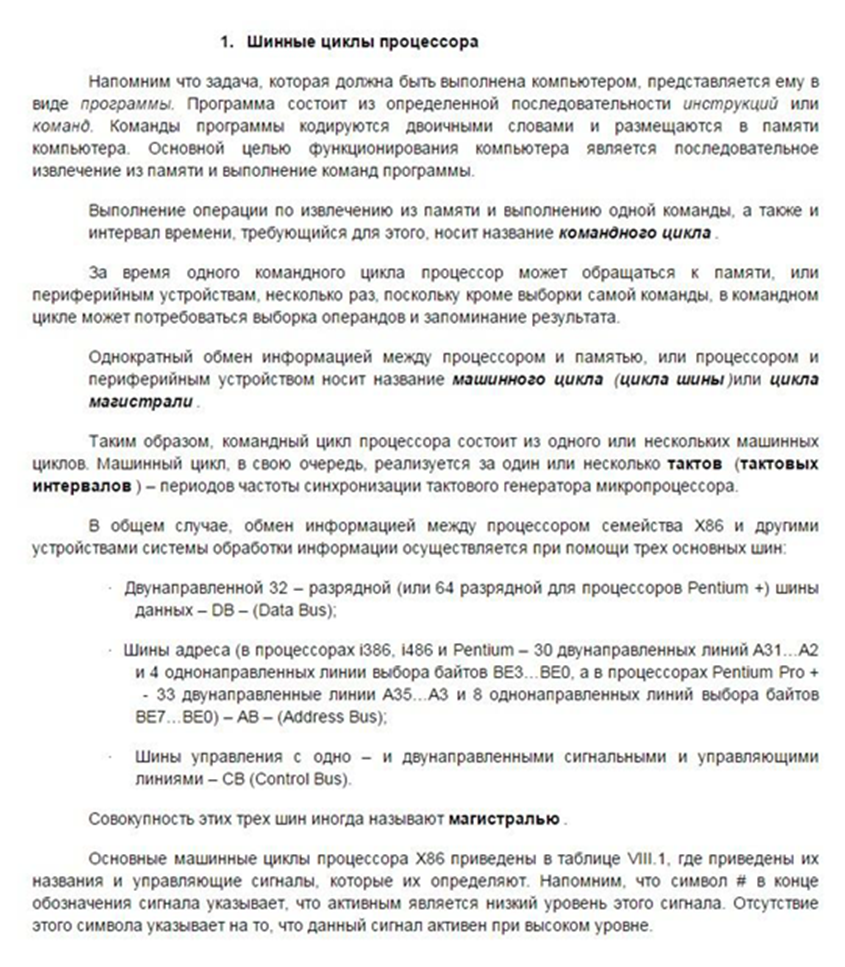 1. Шинные циклы процессора
Напомним что задача, которая должна быть выполнена компьютером, представляется ему в
виде программы. Программа состоит из определенной последовательности инструкций или
команд. Команды программы кодируются двоичными словами и размещаются в памяти
компьютера. Основной целью функционирования компьютера является последовательное
извлечение из памяти и выполнение команд программы.
Выполнение операции по извлечению из памяти и выполнению одной команды, а также и
интервал времени, требующийся для этого, носит название командного цикла .
За время одного командного цикла процессор может обращаться к памяти, или
периферийным устройствам, несколько раз, поскольку кроме выборки самой команды, в командном
цикле может потребоваться выборка операндов и запоминание результата.
Однократный обмен информацией между процессором и памятью, или процессором и
периферийным устройством носит название машинного цикла (цикла шины )или цикла
магистрали .
Таким образом, командный цикл процессора состоит из одного или нескольких машинных
циклов. Машинный цикл, в свою очередь, реализуется за один или несколько тактов (тактовых
интервалов ) – периодов частоты синхронизации тактового генератора микропроцессора.
В общем случае, обмен информацией между процессором семейства X86 и другими
устройствами системы обработки информации осуществляется при помощи трех основных шин:
· Двунаправленной 32 – разрядной (или 64 разрядной для процессоров Pentium +) шины
данных – DB – (Data Bus);
· Шины адреса (в процессорах i386, i486 и Pentium – 30 двунаправленных линий A31…A2
и 4 однонаправленных линии выбора байтов BE3…BE0, а в процессорах Pentium Pro +
- 33 двунаправленные линии A35…A3 и 8 однонаправленных линий выбора байтов
BE7…BE0) – AB – (Address Bus);
· Шины управления с одно – и двунаправленными сигнальными и управляющими
линиями – CB (Control Bus).
Совокупность этих трех шин иногда называют магистралью .
Основные машинные циклы процессора X86 приведены в таблице VIII.1, где приведены их
названия и управляющие сигналы, которые их определяют. Напомним, что символ # в конце
обозначения сигнала указывает, что активным является низкий уровень этого сигнала. Отсутствие
этого символа указывает на то, что данный сигнал активен при высоком уровне.